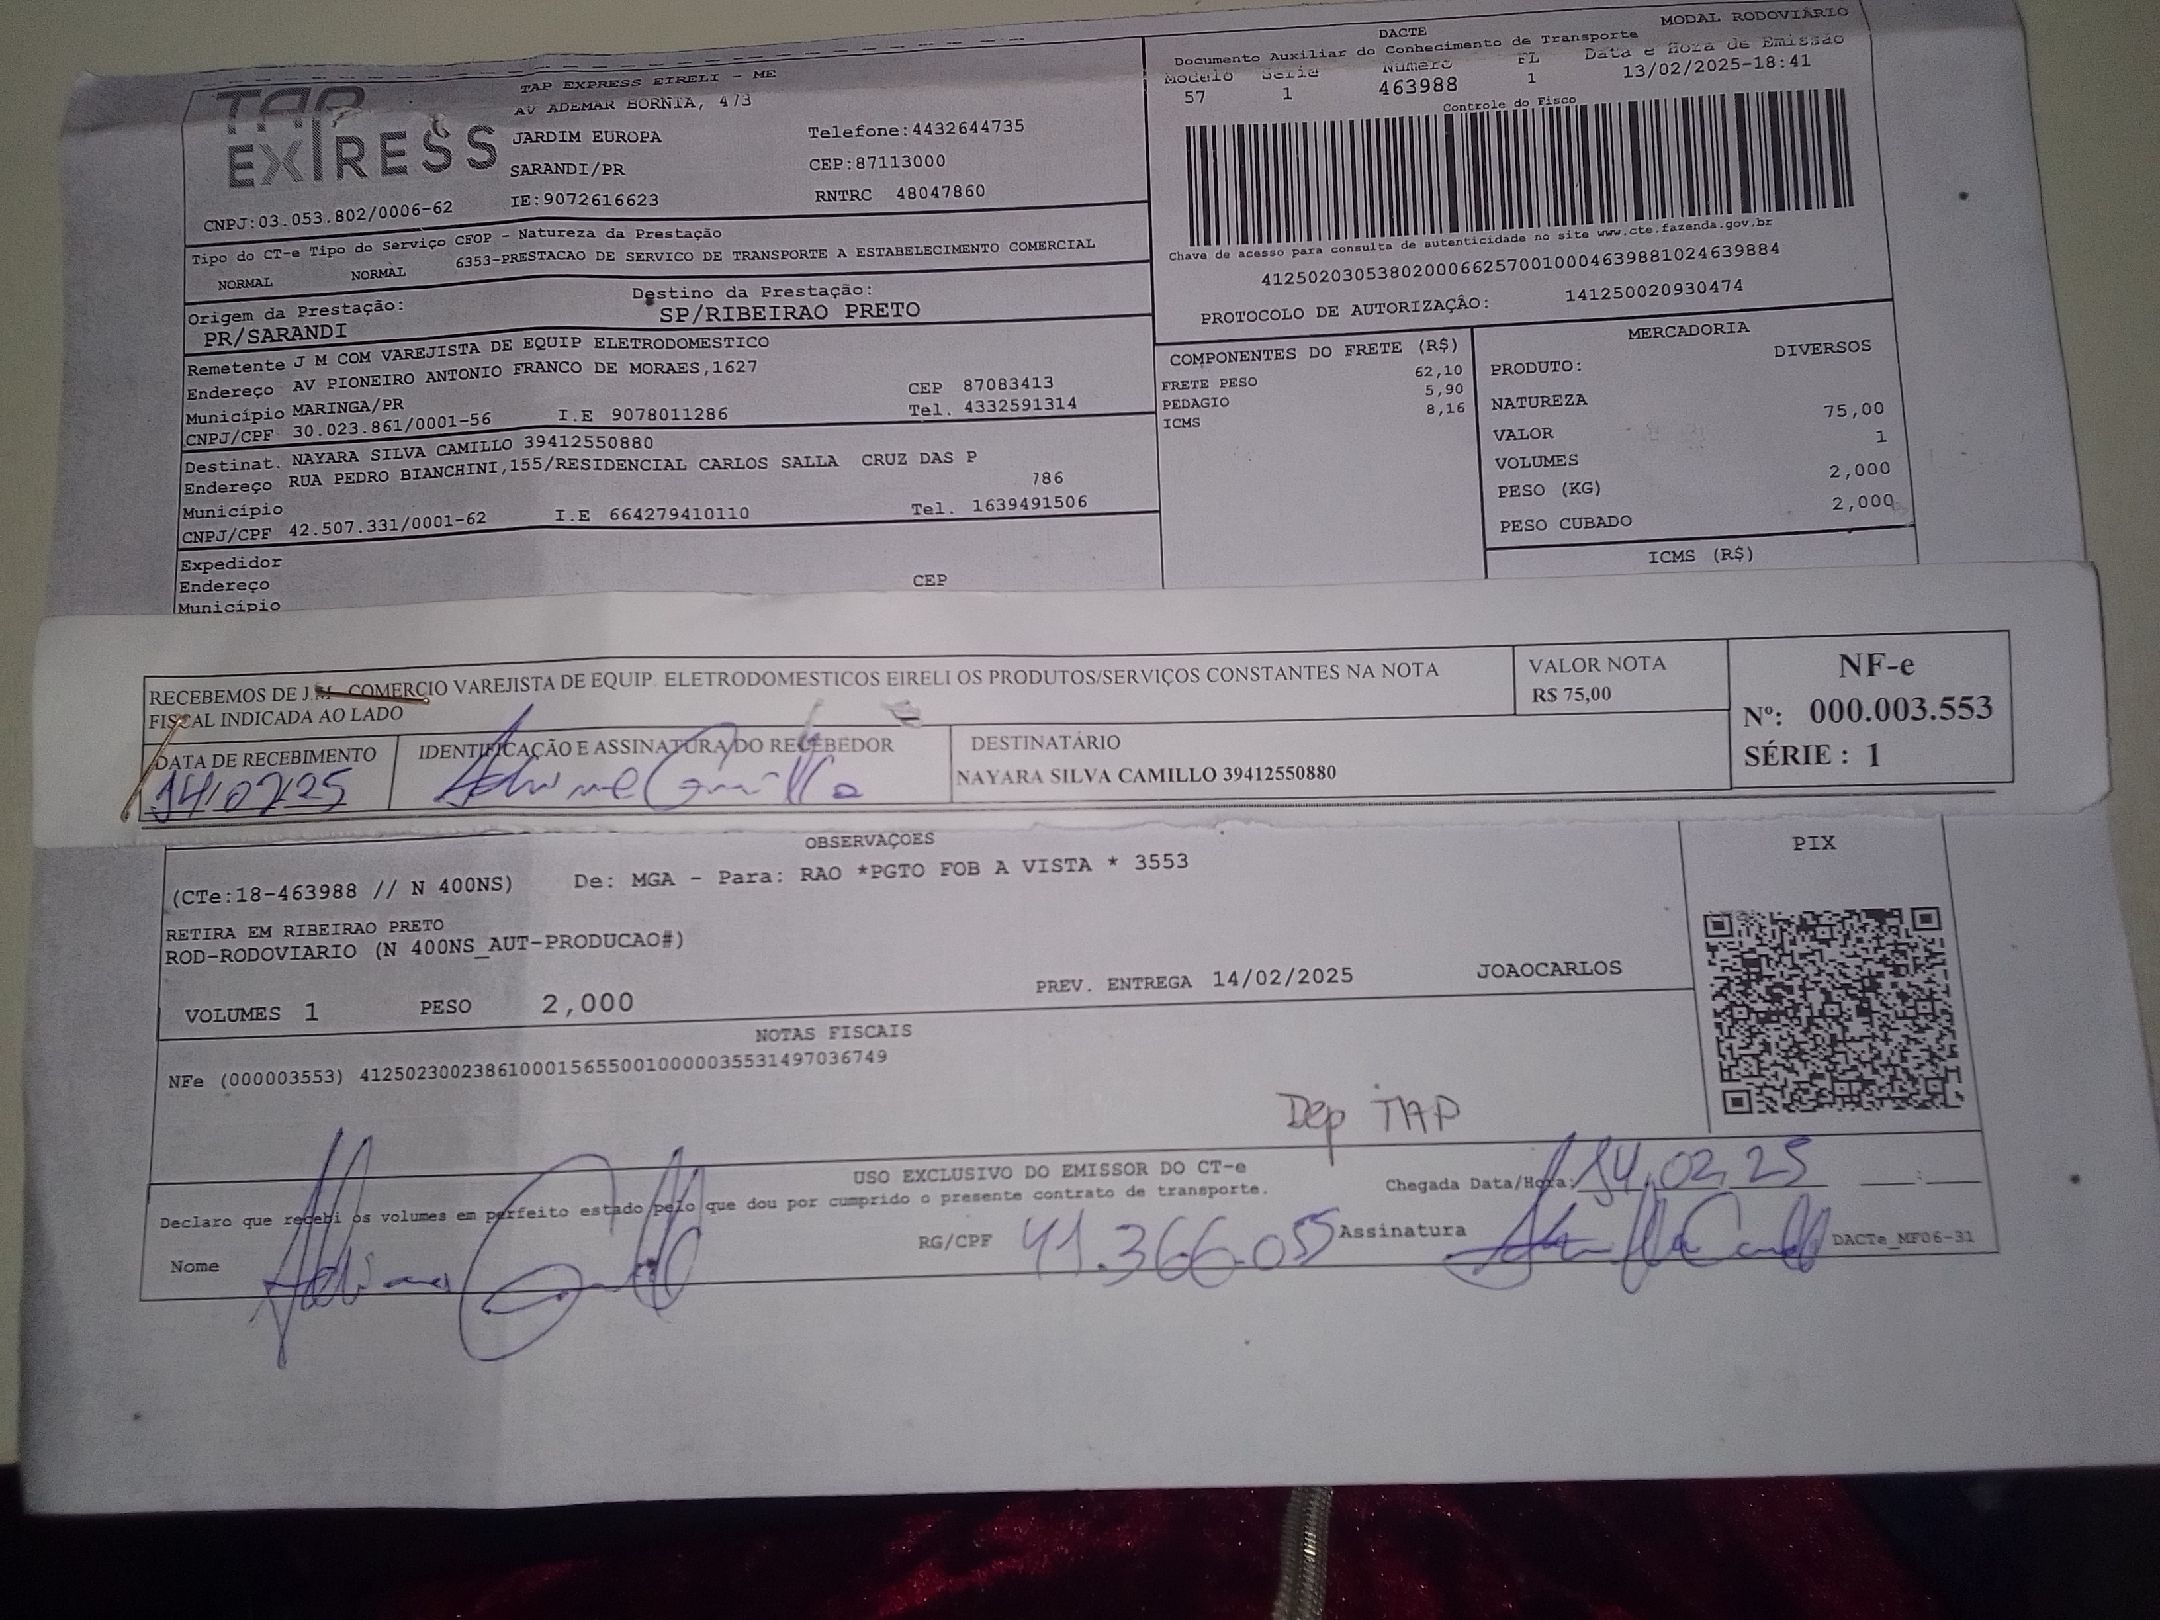 MODAL RODOVIÁRIO
DACTE
Documento Auxiliar do Conhecimento de Transporte
Modelo Serie Número FL Data e Hora de Emissão
57 1 463988 1 13/02/2025-18:41
Controle do Fisco
TAP EXPRESS
TAP EXPRESS EIRELI - ME
AV ADEMAR BORNIA, 473
JARDIM EUROPA Telefone:4432644735
SARANDI/PR CEP:87113000
CNPJ:03.053.802/0006-62 IE:9072616623 RNTRC 48047860
Chave de acesso para consulta de autenticidade no site www.cte.fazenda.gov.br
41250203053802000662570010004639881024639884
PROTOCOLO DE AUTORIZAÇÃO: 141250020930474
Tipo do CT-e Tipo do Serviço CFOP - Natureza da Prestação
NORMAL NORMAL 6353-PRESTACAO DE SERVICO DE TRANSPORTE A ESTABELECIMENTO COMERCIAL
Origem da Prestação: Destino da Prestação:
PR/SARANDI SP/RIBEIRAO PRETO
Remetente J M COM VAREJISTA DE EQUIP ELETRODOMESTICO
Endereço AV PIONEIRO ANTONIO FRANCO DE MORAES,1627
Município MARINGA/PR CEP 87083413
CNPJ/CPF 30.023.861/0001-56 I.E 9078011286 Tel. 4332591314
Destinat. NAYARA SILVA CAMILLO 39412550880
Endereço RUA PEDRO BIANCHINI,155/RESIDENCIAL CARLOS SALLA CRUZ DAS P
Município 786
CNPJ/CPF 42.507.331/0001-62 I.E 664279410110 Tel. 1639491506
Expedidor
Endereço
Município CEP
COMPONENTES DO FRETE (R$)
FRETE PESO 62,10
PEDAGIO 5,90
ICMS 8,16
MERCADORIA
PRODUTO: DIVERSOS
NATUREZA
VALOR 75,00
VOLUMES 1
PESO (KG) 2,000
PESO CUBADO 2,000
ICMS (R$)
RECEBEMOS DE J.M. COMERCIO VAREJISTA DE EQUIP. ELETRODOMESTICOS EIRELI OS PRODUTOS/SERVIÇOS CONSTANTES NA NOTA
FISCAL INDICADA AO LADO
VALOR NOTA
R$ 75,00
NF-e
Nº: 000.003.553
SÉRIE : 1
DATA DE RECEBIMENTO IDENTIFICAÇÃO E ASSINATURA DO RECEBEDOR DESTINATÁRIO
14/02/25 NAYARA SILVA CAMILLO 39412550880
OBSERVAÇOES
(CTe:18-463988 // N 400NS) De: MGA - Para: RAO *PGTO FOB A VISTA * 3553
RETIRA EM RIBEIRAO PRETO
ROD-RODOVIARIO (N 400NS_AUT-PRODUCAO#)
VOLUMES 1 PESO 2,000 PREV. ENTREGA 14/02/2025 JOAOCARLOS
PIX
NOTAS FISCAIS
NFe (000003553) 41250230023861000156550010000035531497036749
Dep TAP
USO EXCLUSIVO DO EMISSOR DO CT-e
Declaro que recebi os volumes em perfeito estado pelo que dou por cumprido o presente contrato de transporte.
Chegada Data/Hora: 14.02.25 __:__
Nome RG/CPF 41.366.055 Assinatura DACTe_MF06-31